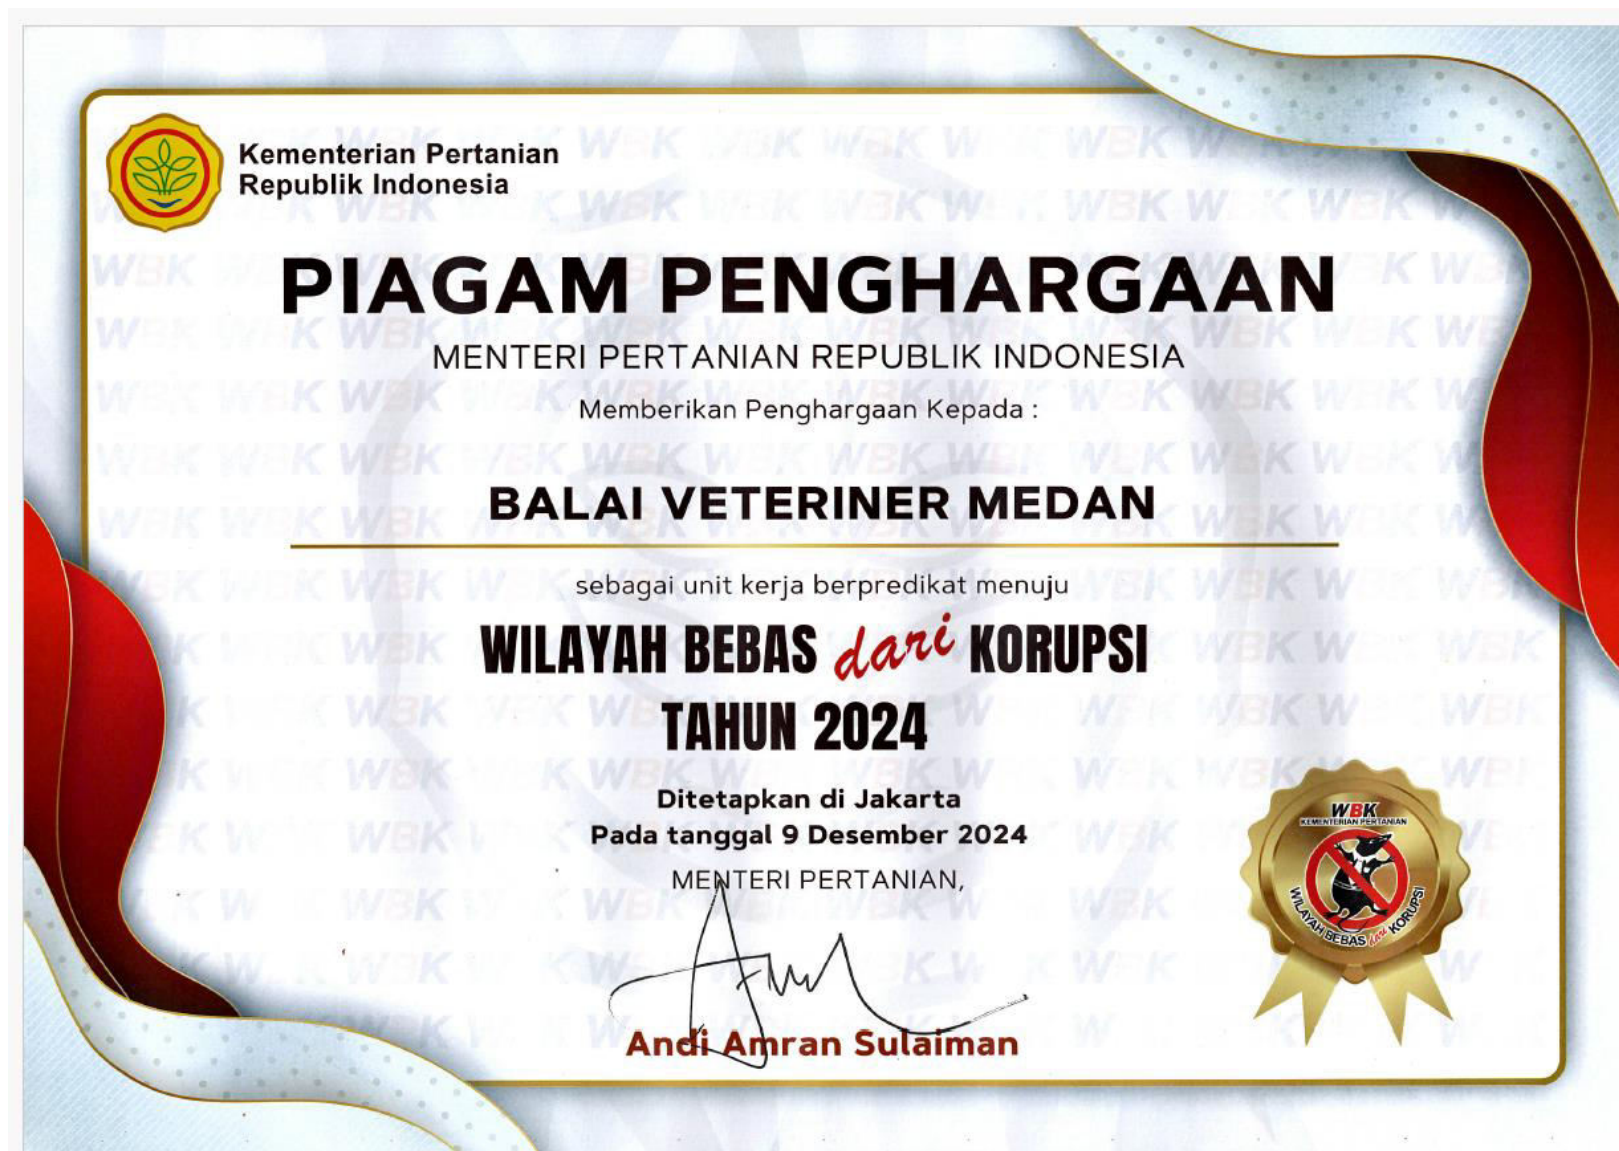 Kementerian Pertanian
Republik Indonesia
PIAGAM PENGHARGAAN
MENTERI PERTANIAN REPUBLIK INDONESIA
Memberikan Penghargaan Kepada :
BALAI VETERINER MEDAN
sebagai unit kerja berpredikat menuju
WILAYAH BEBAS dari KORUPSI
TAHUN 2024
Ditetapkan di Jakarta
Pada tanggal 9 Desember 2024
MENTERI PERTANIAN,
Andi Amran Sulaiman
WBK
KEMENTERIAN PERTANIAN
WILAYAH BEBAS dari KORUPSI